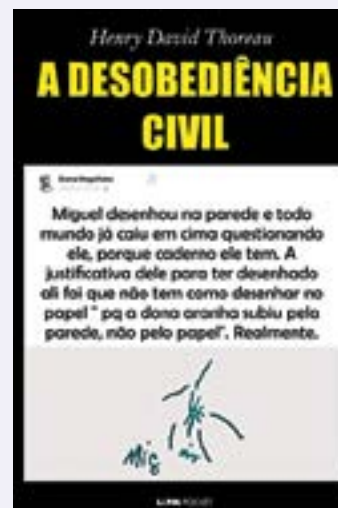 Henry David Thoreau
A DESOBEDIÊNCIA
CIVIL
Miguel desenhou na parede e todo
mundo já caiu em cima questionando
ele, porque caderno ele tem. A
justificativa dele para ter desenhado
ali foi que não tem como desenhar no
papel " pq a dona aranha subiu pela
parede, não pelo papel". Realmente.
L&PM POCKET